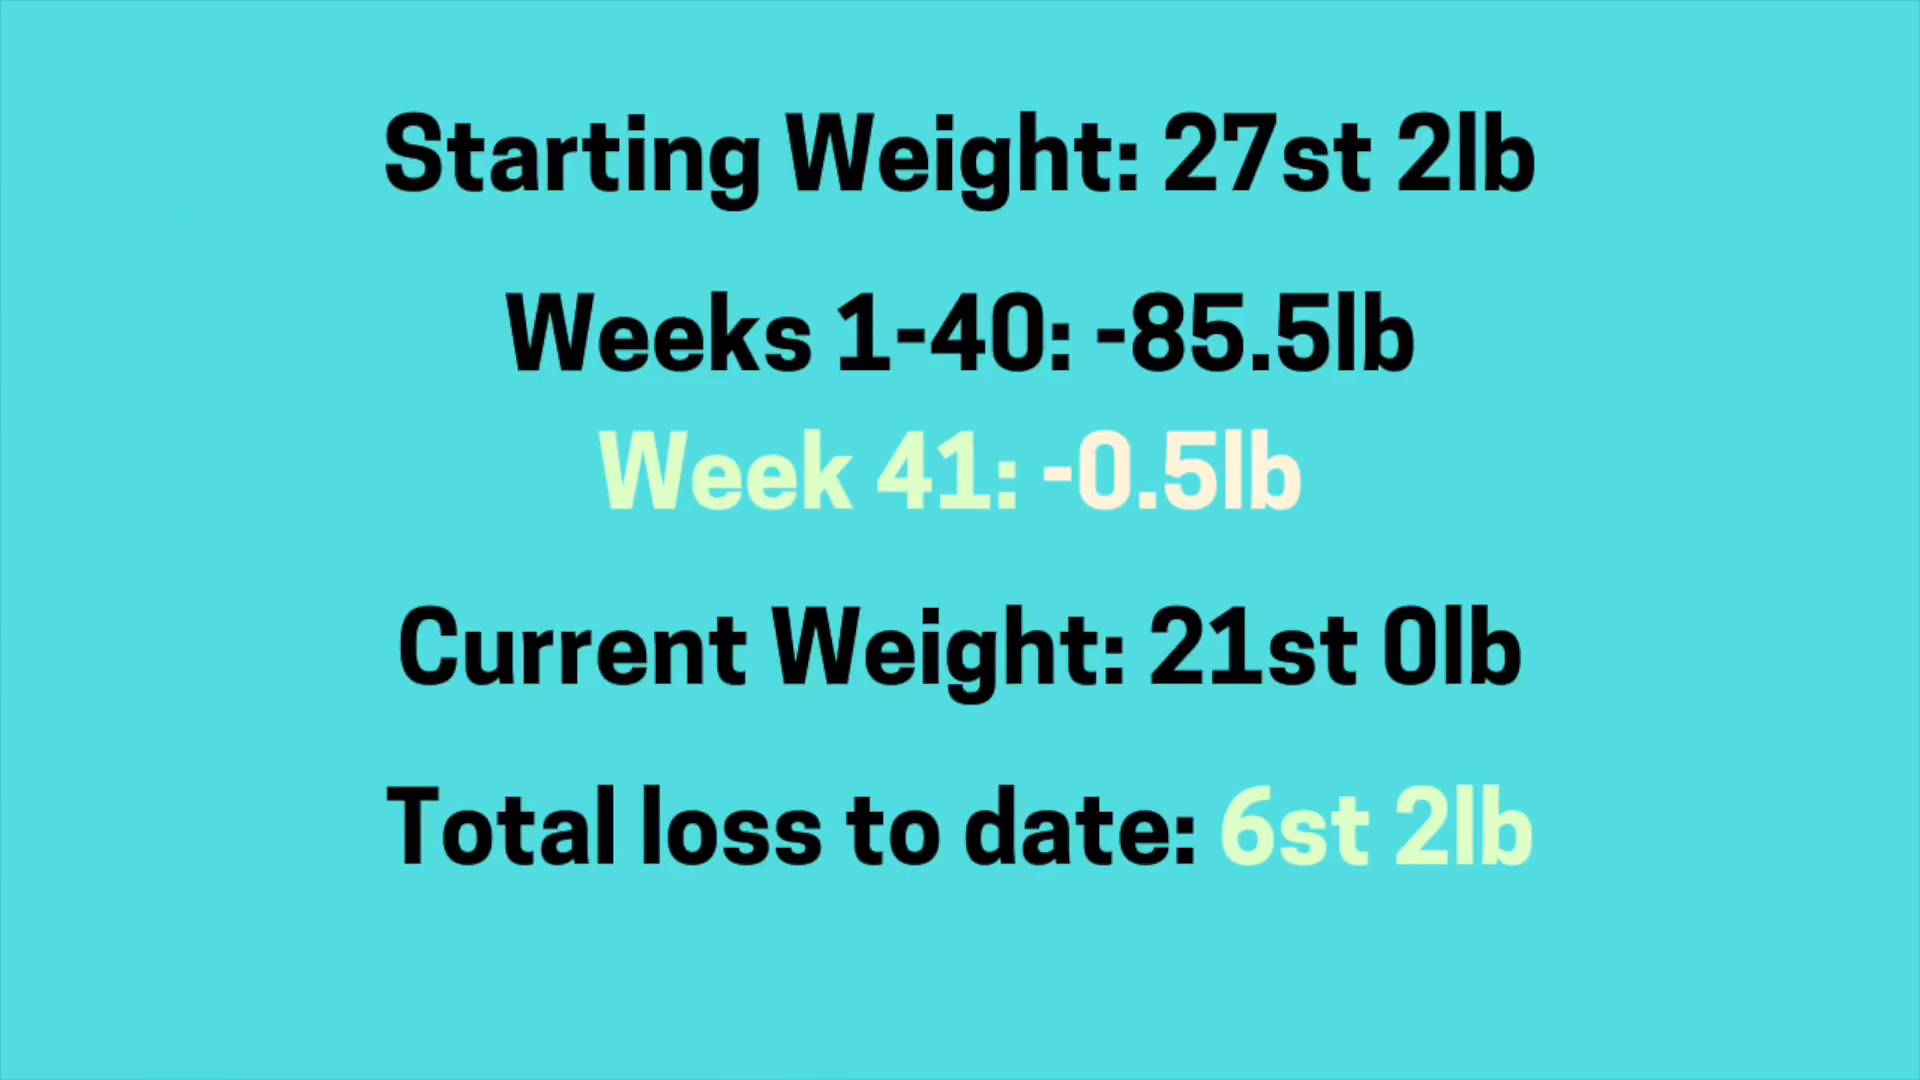 Starting Weight: 27st 2lb
Weeks 1-40: -85.5lb
Week 41: -0.5lb
Current Weight: 21st 0lb
Total loss to date: 6st 2lb